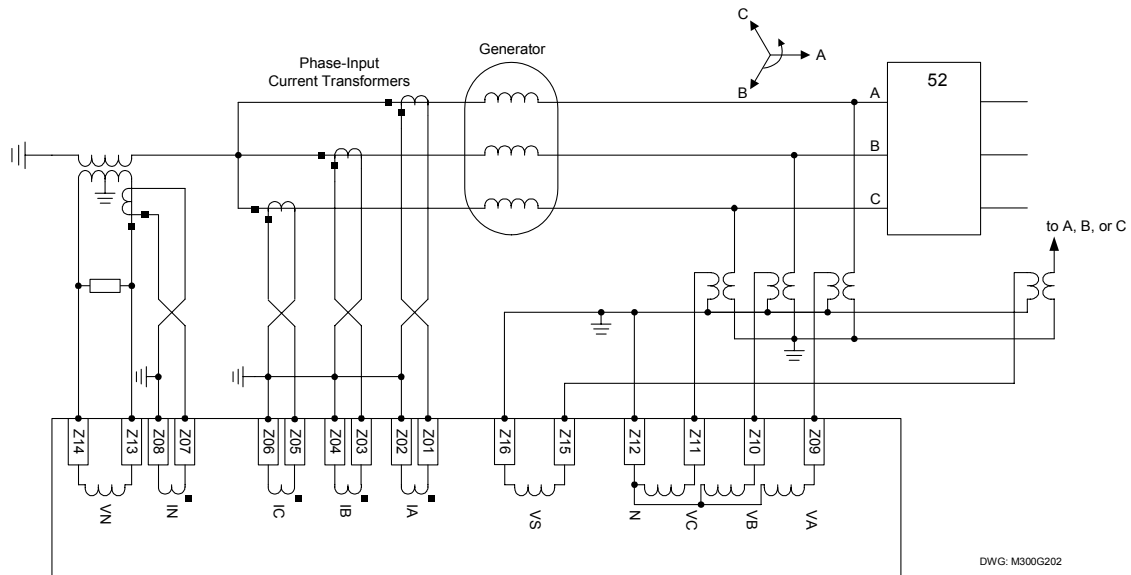 C
A
B
Generator
Phase-Input
Current Transformers
52
A
B
C
to A, B, or C
Z14
Z13
Z08
Z07
Z06
Z05
Z04
Z03
Z02
Z01
Z16
Z15
Z12
Z11
Z10
Z09
VN
IN
IC
IB
IA
VS
N
VC
VB
VA
DWG: M300G202